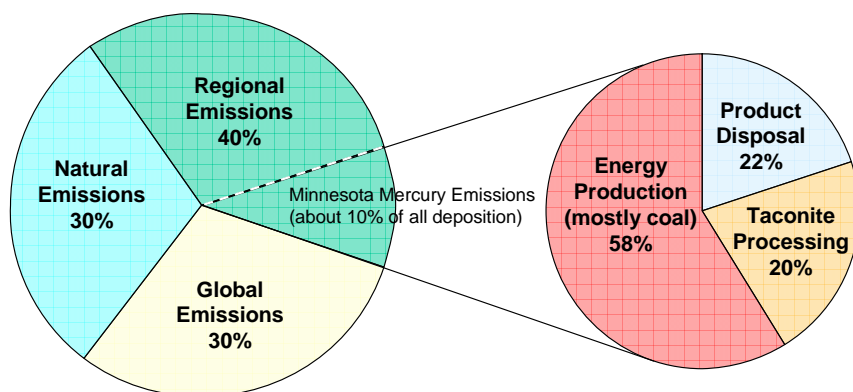 Regional
Emissions
40%
Natural
Emissions
30%
Minnesota Mercury Emissions
(about 10% of all deposition)
Global
Emissions
30%
Product
Disposal
22%
Energy
Production
(mostly coal)
58%
Taconite
Processing
20%